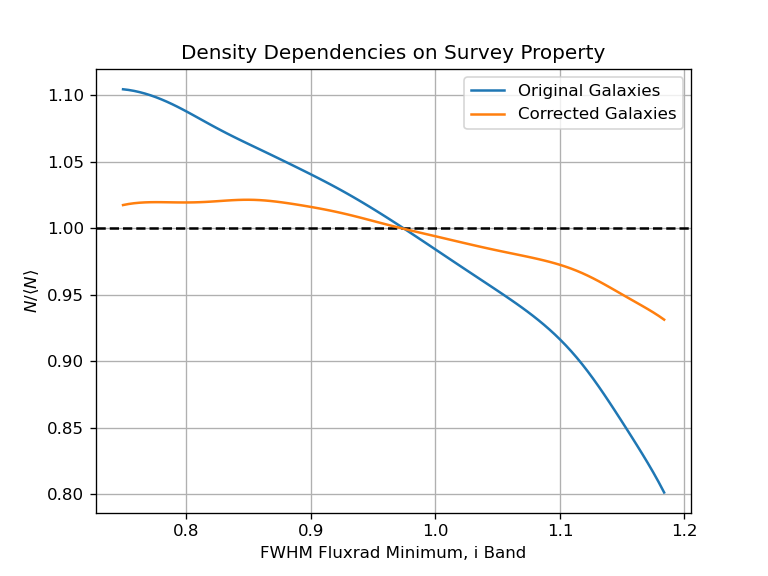 Density Dependencies on Survey Property
Original Galaxies
Corrected Galaxies
1.10
1.05
1.00
0.95
0.90
0.85
0.80
N/⟨N⟩
0.8 0.9 1.0 1.1 1.2
FWHM Fluxrad Minimum, i Band